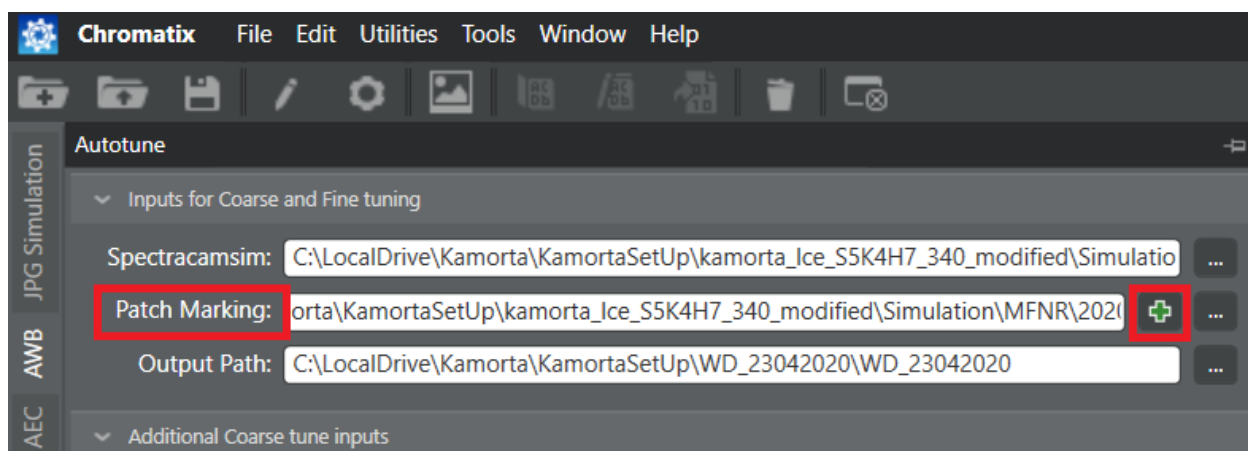 Chromatix File Edit Utilities Tools Window Help
Autotune
Inputs for Coarse and Fine tuning
Spectracamsim: C:\LocalDrive\Kamorta\KamortaSetUp\kamorta_Ice_S5K4H7_340_modified\Simulatio ...
Patch Marking: orta\KamortaSetUp\kamorta_Ice_S5K4H7_340_modified\Simulation\MFNR\202( ...
Output Path: C:\LocalDrive\Kamorta\KamortaSetUp\WD_23042020\WD_23042020 ...
Additional Coarse tune inputs
JPG Simulation
AWB
AEC